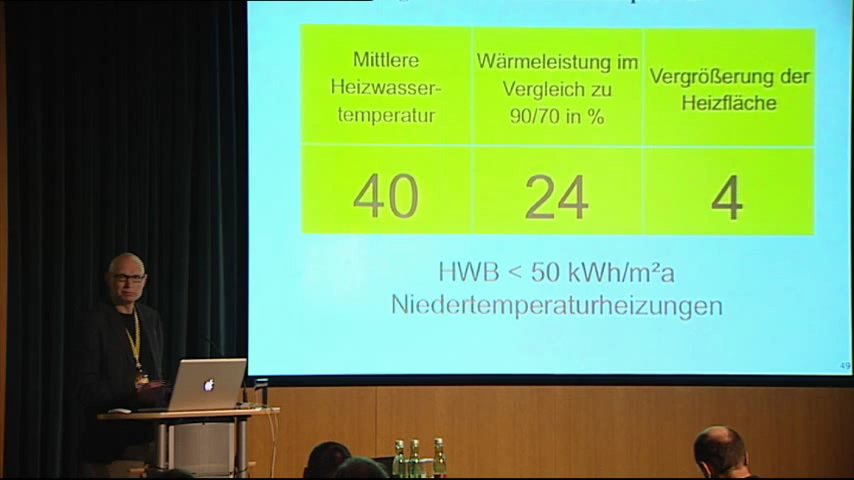 Mittlere
Heizwasser-
temperatur
Wärmeleistung im
Vergleich zu
90/70 in %
Vergrößerung der
Heizfläche
40
24
4
HWB < 50 kWh/m²a
Niedertemperaturheizungen
49